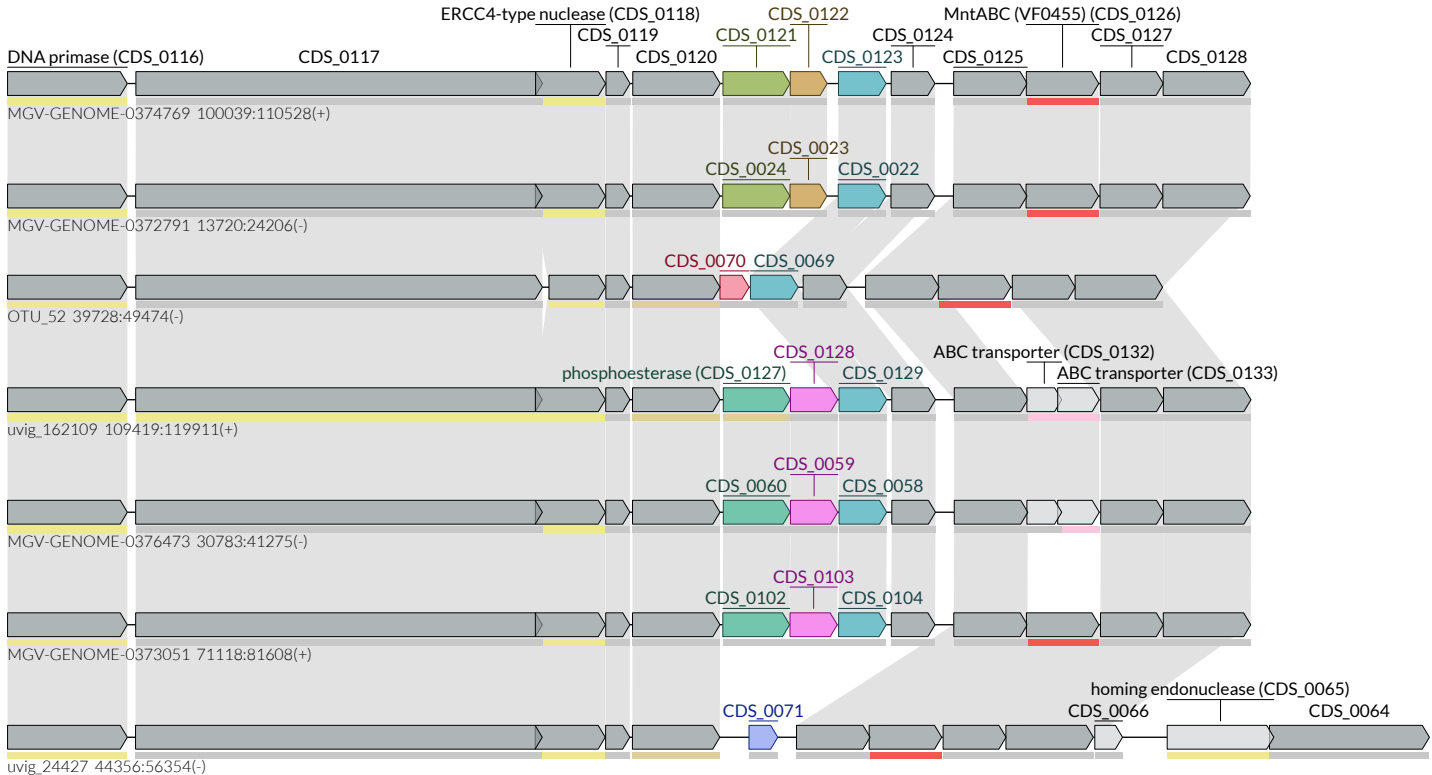 ERCC4-type nuclease (CDS_0118) CDS_0122 MntABC (VF0455) (CDS_0126)
CDS_0119 CDS_0121 CDS_0124 CDS_0127
DNA primase (CDS_0116) CDS_0117 CDS_0120 CDS_0123 CDS_0125 CDS_0128
MGV-GENOME-0374769 100039:110528(+)
CDS_0023
CDS_0024 CDS_0022
MGV-GENOME-0372791 13720:24206(-)
CDS_0070 CDS_0069
OTU_52 39728:49474(-)
CDS_0128 ABC transporter (CDS_0132)
phosphoesterase (CDS_0127) CDS_0129 ABC transporter (CDS_0133)
uvig_162109 109419:119911(+)
CDS_0059
CDS_0060 CDS_0058
MGV-GENOME-0376473 30783:41275(-)
CDS_0103
CDS_0102 CDS_0104
MGV-GENOME-0373051 71118:81608(+)
homing endonuclease (CDS_0065)
CDS_0071 CDS_0066 CDS_0064
uvig_24427 44356:56354(-)